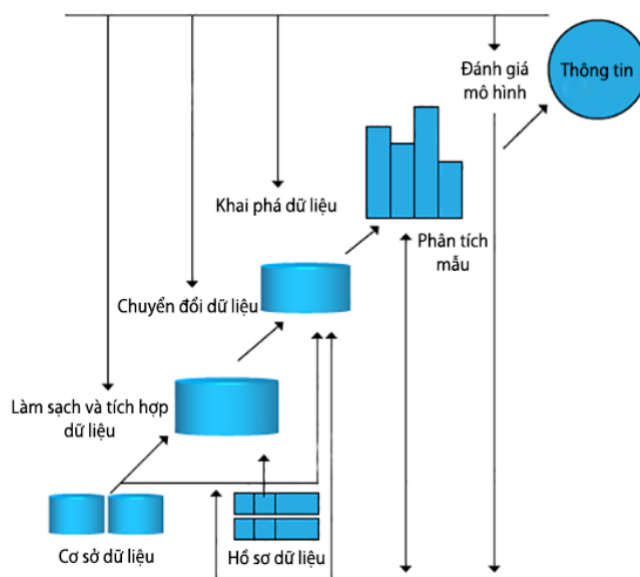 Đánh giá
mô hình
Thông tin
Khai phá dữ liệu
Phân tích
mẫu
Chuyển đổi dữ liệu
Làm sạch và tích hợp
dữ liệu
Cơ sở dữ liệu
Hồ sơ dữ liệu